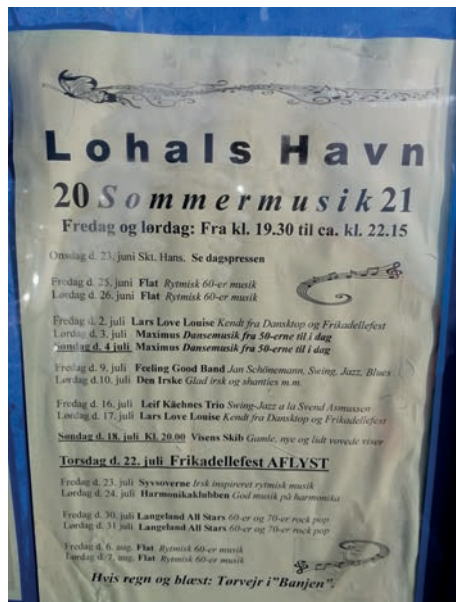 Lohals Havn
20 Sommermusik 21
Fredag og lørdag: Fra kl. 19.30 til ca. kl. 22.15
Onsdag d. 23. juni Skt. Hans. Se dagspressen
Fredag d. 25. juni Flat Rytmisk 60-er musik
Lørdag d. 26. juni Flat Rytmisk 60-er musik
Fredag d. 2. juli Lars Love Louise Kendt fra Dansktop og Frikadellefest
Lørdag d. 3. juli Maximus Dansemusik fra 50-erne til i dag
Søndag d. 4 juli Maximus Dansemusik fra 50-erne til i dag
Fredag d. 9. juli Feeling Good Band Jan Schönemann, Swing, Jazz, Blues
Lørdag d.10. juli Den Irske Glad irsk og shanties m.m.
Fredag d. 16. juli Leif Käehnes Trio Swing-Jazz a la Svend Asmussen
Lørdag d. 17. juli Lars Love Louise Kendt fra Dansktop og Frikadellefest
Søndag d. 18. juli Kl. 20.00 Visens Skib Gamle, nye og lidt vovede viser
Torsdag d. 22. juli Frikadellefest AFLYST
Fredag d. 23. juli Syvsoverne Irsk inspireret rytmisk musik
Lørdag d. 24. juli Harmonikaklubben God musik på harmonika
Fredag d. 30. juli Langeland All Stars 60-er og 70-er rock pop
Lørdag d. 31 juli Langeland All Stars 60-er og 70-er rock pop
Fredag d. 6. aug. Flat Rytmisk 60-er musik
Lørdag d. 7. aug. Flat Rytmisk 60-er musik
Hvis regn og blæst: Tørvejr i "Banjen".